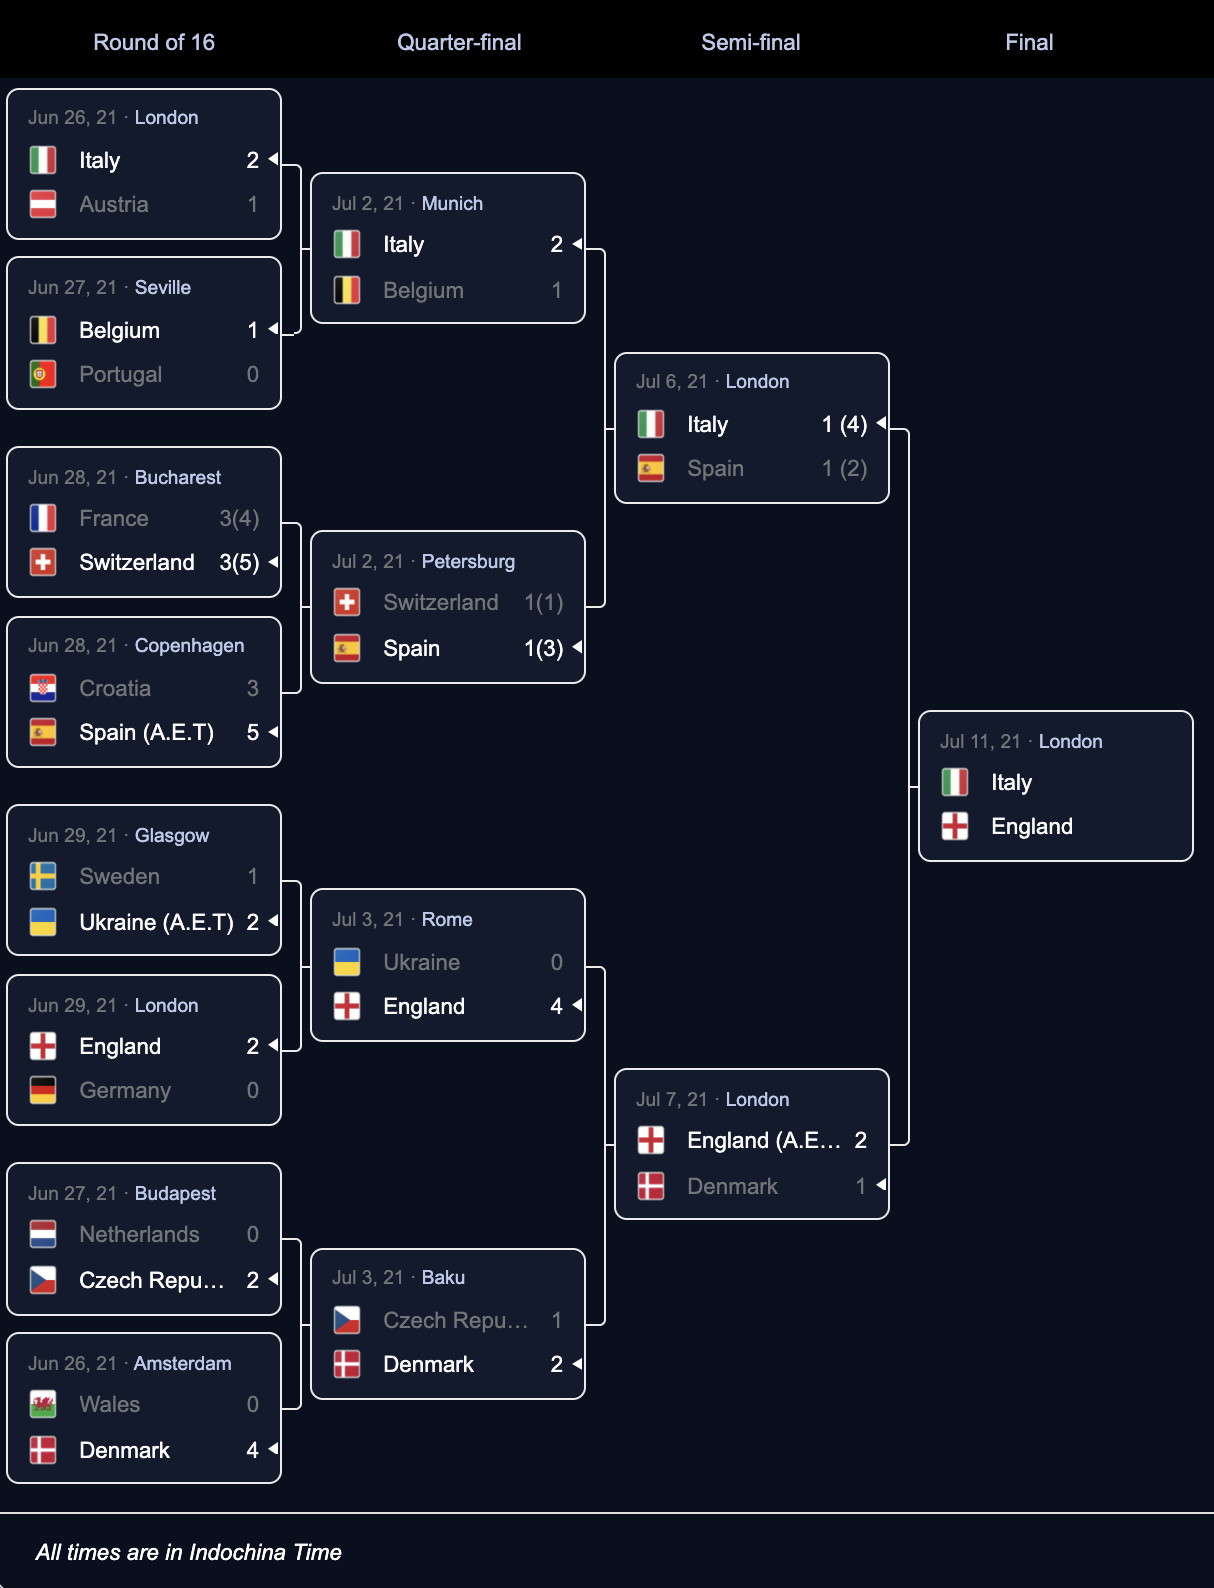 Round of 16
Quarter-final
Semi-final
Final
Jun 26, 21 · London
Italy 2
Austria 1
Jun 27, 21 · Seville
Belgium 1
Portugal 0
Jun 28, 21 · Bucharest
France 3(4)
Switzerland 3(5)
Jun 28, 21 · Copenhagen
Croatia 3
Spain (A.E.T) 5
Jun 29, 21 · Glasgow
Sweden 1
Ukraine (A.E.T) 2
Jun 29, 21 · London
England 2
Germany 0
Jun 27, 21 · Budapest
Netherlands 0
Czech Repu... 2
Jun 26, 21 · Amsterdam
Wales 0
Denmark 4
Jul 2, 21 · Munich
Italy 2
Belgium 1
Jul 2, 21 · Petersburg
Switzerland 1(1)
Spain 1(3)
Jul 3, 21 · Rome
Ukraine 0
England 4
Jul 3, 21 · Baku
Czech Repu... 1
Denmark 2
Jul 6, 21 · London
Italy 1 (4)
Spain 1 (2)
Jul 7, 21 · London
England (A.E... 2
Denmark 1
Jul 11, 21 · London
Italy
England
All times are in Indochina Time